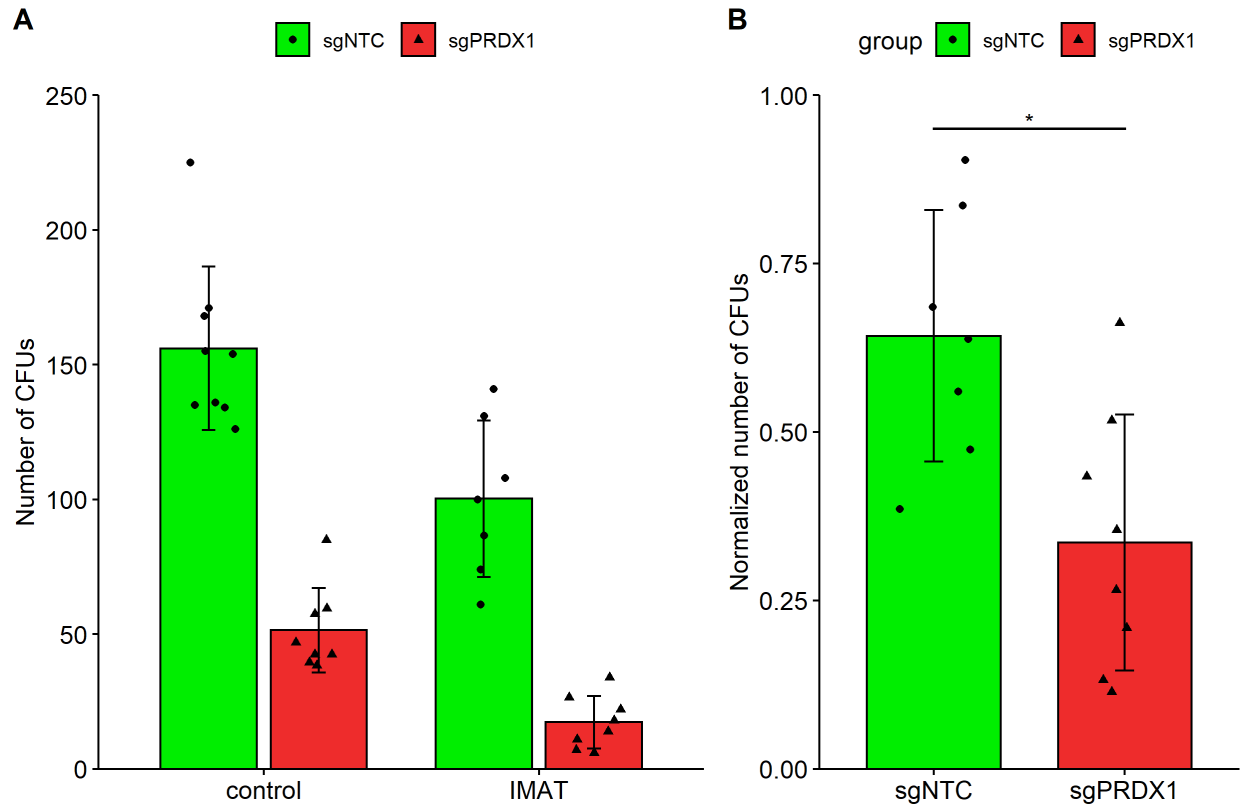 A
sgNTC
sgPRDX1
Number of CFUs
250
200
150
100
50
0
control
IMAT
B
group
sgNTC
sgPRDX1
Normalized number of CFUs
1.00
0.75
0.50
0.25
0.00
*
sgNTC
sgPRDX1